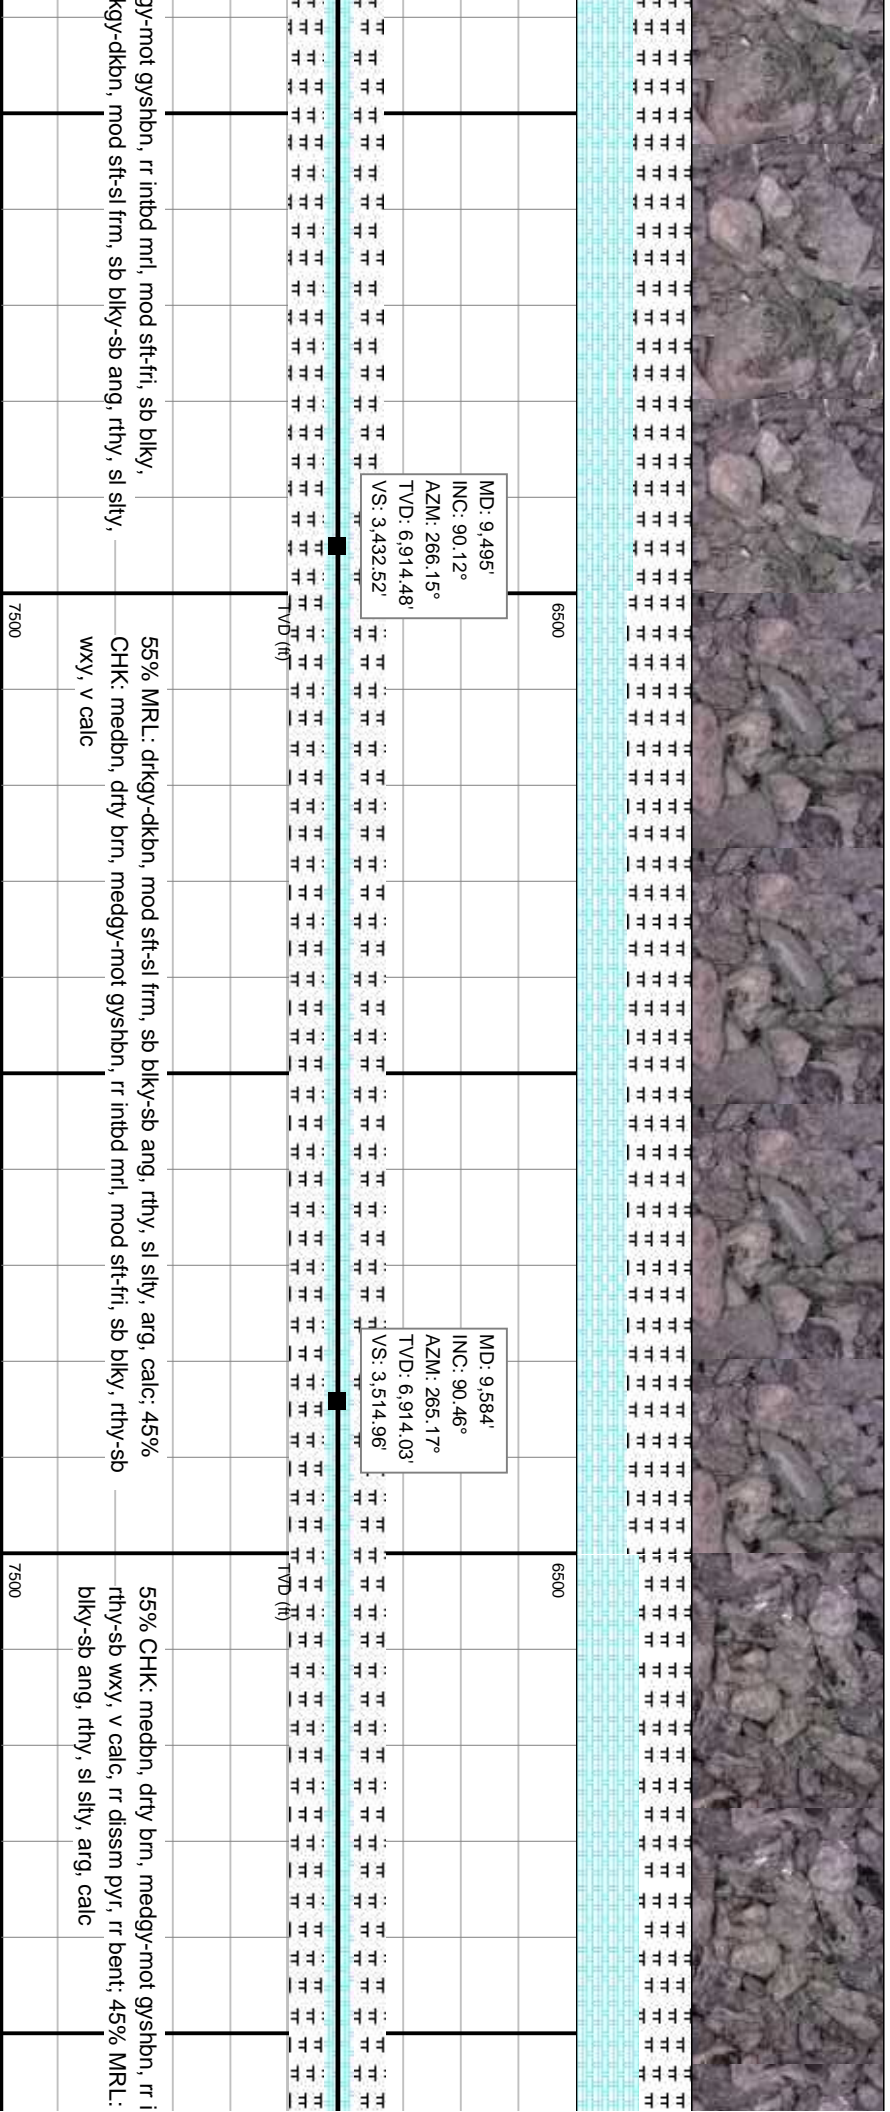 gy-mot gyshbn, rr intbd mrl, mod sft-fri, sb blky,
kgy-dkbn, mod sft-sl frm, sb blky-sb ang, rthy, sl slty,
MD: 9,495'
INC: 90.12°
AZM: 266.15°
TVD: 6,914.48'
VS: 3,432.52'
6500
TVD (ft)
7500
55% MRL: drkgy-dkbn, mod sft-sl frm, sb blky-sb ang, rthy, sl slty, arg, calc; 45%
CHK: medbn, drty brn, medgy-mot gyshbn, rr intbd mrl, mod sft-fri, sb blky, rthy-sb
wxy, v calc
MD: 9,584'
INC: 90.46°
AZM: 265.17°
TVD: 6,914.03'
VS: 3,514.96'
6500
TVD (ft)
7500
55% CHK: medbn, drty brn, medgy-mot gyshbn, rr i
rthy-sb wxy, v calc, rr dissm pyr, rr bent; 45% MRL:
blky-sb ang, rthy, sl slty, arg, calc